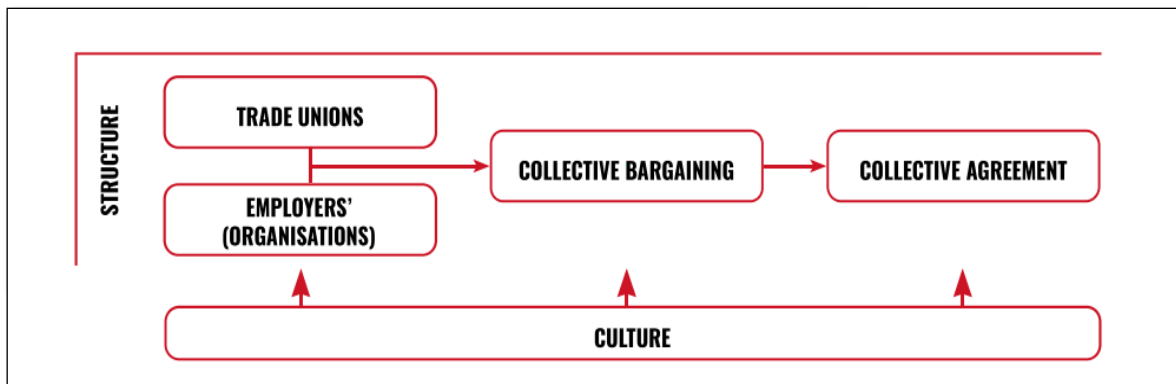 STRUCTURE
TRADE UNIONS
EMPLOYERS'
(ORGANISATIONS)
COLLECTIVE BARGAINING
COLLECTIVE AGREEMENT
CULTURE